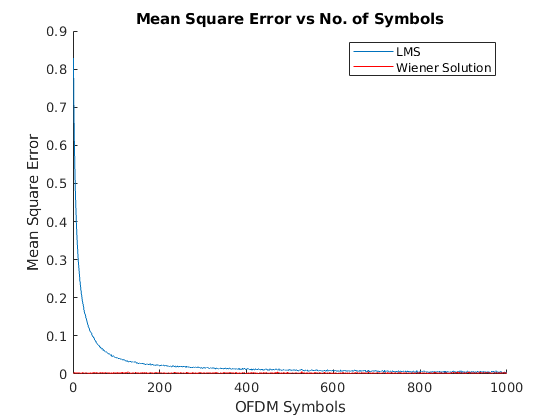 Mean Square Error vs No. of Symbols
0.9
0.8
0.7
0.6
0.5
0.4
0.3
0.2
0.1
0
Mean Square Error
LMS
Wiener Solution
0 200 400 600 800 1000
OFDM Symbols